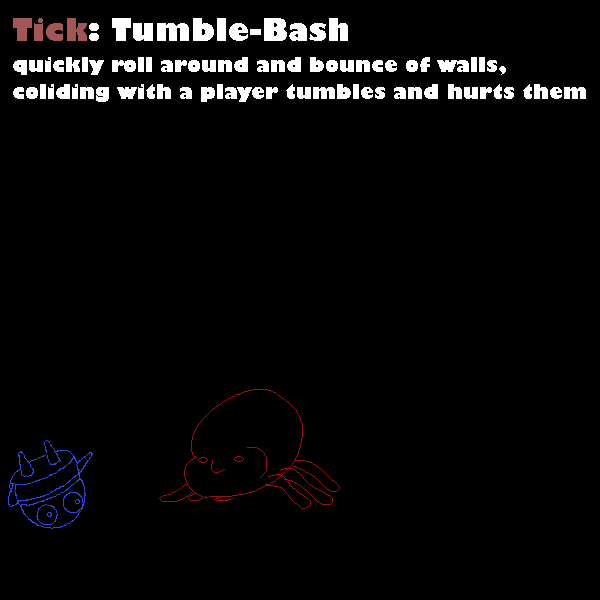 Tick: Tumble-Bash
quickly roll around and bounce of walls,
coliding with a player tumbles and hurts them